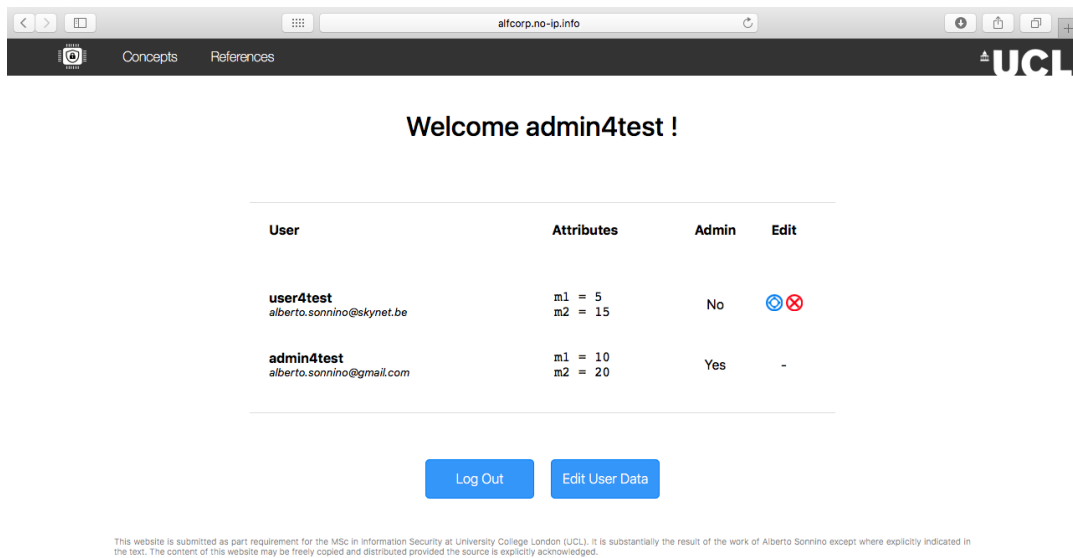 alfcorp.no-ip.info
Concepts References UCL
Welcome admin4test !
User Attributes Admin Edit
user4test m1 = 5
alberto.sonnino@skynet.be m2 = 15 No
admin4test m1 = 10
alberto.sonnino@gmail.com m2 = 20 Yes -
Log Out Edit User Data
This website is submitted as part requirement for the MSc in Information Security at University College London (UCL). It is substantially the result of the work of Alberto Sonnino except where explicitly indicated in
the text. The content of this website may be freely copied and distributed provided the source is explicitly acknowledged.